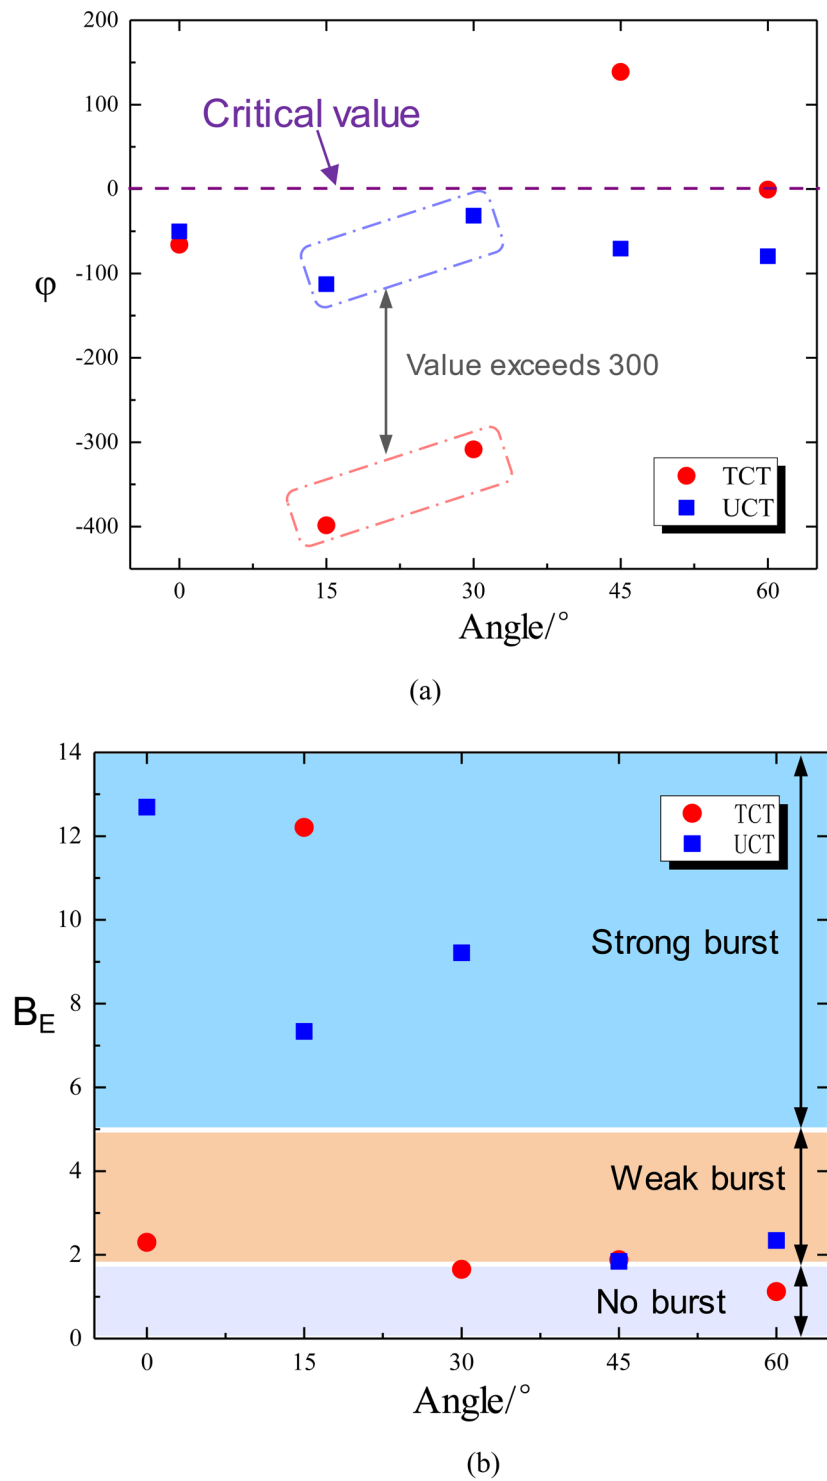 200
100
0
-100
-200
-300
-400
φ
Critical value
Value exceeds 300
TCT
UCT
0 15 30 45 60
Angle/°
(a)
14
12
10
8
6
4
2
0
B_E
TCT
UCT
Strong burst
Weak burst
No burst
0 15 30 45 60
Angle/°
(b)